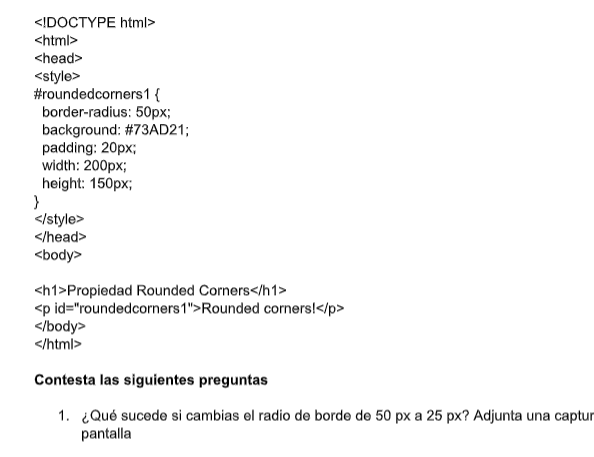 <!DOCTYPE html>
<html>
<head>
<style>
#roundedcorners1 {
border-radius: 50px;
background: #73AD21;
padding: 20px;
width: 200px;
height: 150px;
}
</style>
</head>
<body>
<h1>Propiedad Rounded Corners</h1>
<p id="roundedcorners1">Rounded corners!</p>
</body>
</html>
Contesta las siguientes preguntas
1. ¿Qué sucede si cambias el radio de borde de 50 px a 25 px? Adjunta una captur
pantalla